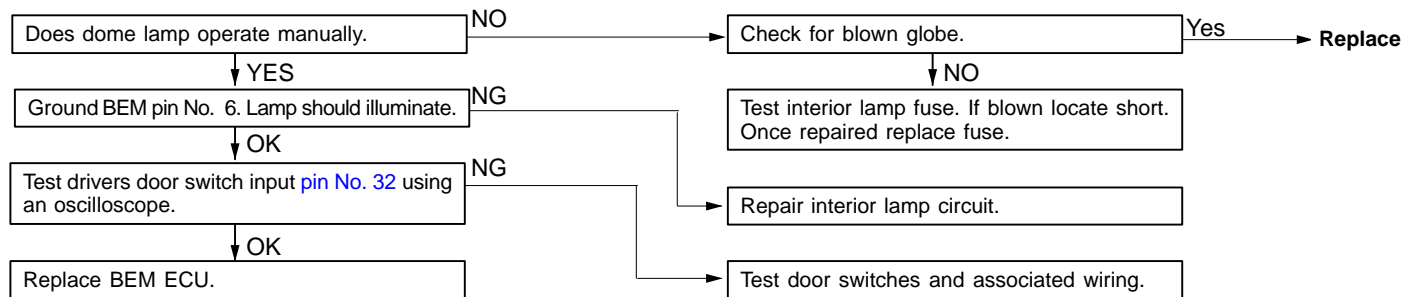 Does dome lamp operate manually.
NO
Check for blown globe.
Yes
Replace
YES
NO
Ground BEM pin No. 6. Lamp should illuminate.
NG
Test interior lamp fuse. If blown locate short.
Once repaired replace fuse.
OK
Test drivers door switch input pin No. 32 using
an oscilloscope.
NG
Repair interior lamp circuit.
OK
Replace BEM ECU.
Test door switches and associated wiring.